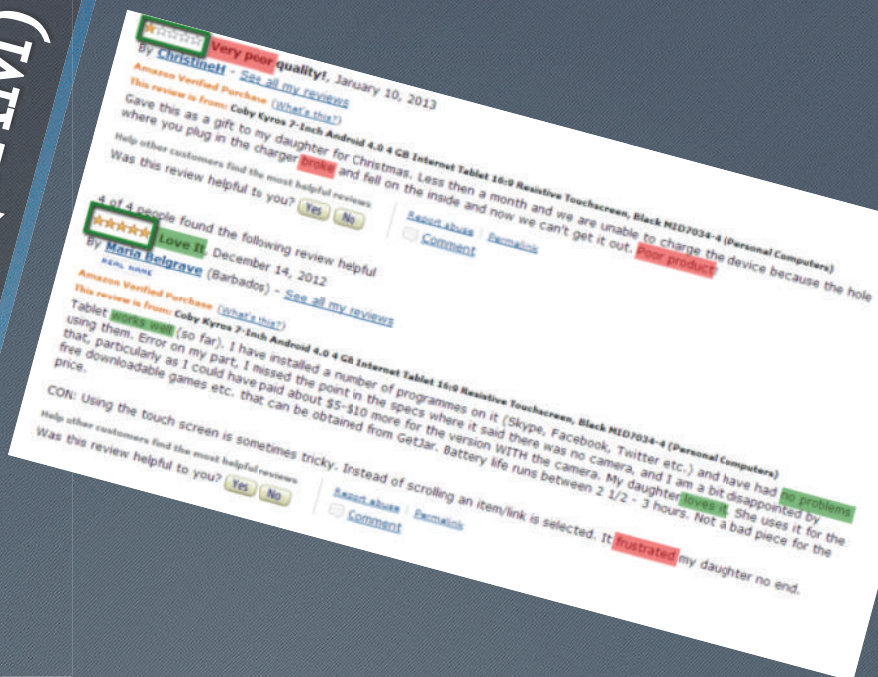 Very poor quality!, January 10, 2013
By ChristineH - See all my reviews
Amazon Verified Purchase (What's this?)
This review is from: Coby Kyros 7-Inch Android 4.0 4 GB Internet Tablet 16:9 Resistive Touchscreen, Black MID7034-4 (Personal Computers)
Gave this as a gift to my daughter for Christmas. Less then a month and we are unable to charge the device because the hole
where you plug in the charger broke and fell on the inside and now we can't get it out. Poor product.
Help other customers find the most helpful reviews
Was this review helpful to you? Yes No
Report abuse | Permalink
Comment
4 of 4 people found the following review helpful
Love It, December 14, 2012
By Maria Belgrave (Barbados) - See all my reviews
REAL NAME
Amazon Verified Purchase (What's this?)
This review is from: Coby Kyros 7-Inch Android 4.0 4 GB Internet Tablet 16:9 Resistive Touchscreen, Black MID7034-4 (Personal Computers)
Tablet works well (so far). I have installed a number of programmes on it (Skype, Facebook, Twitter etc.) and have had no problems
using them. Error on my part, I missed the point in the specs where it said there was no camera, and I am a bit disappointed by
that, particularly as I could have paid about $5-$10 more for the version WITH the camera. My daughter loves it. She uses it for the
free downloadable games etc. that can be obtained from GetJar. Battery life runs between 2 1/2 - 3 hours. Not a bad piece for the
price.
CON: Using the touch screen is sometimes tricky. Instead of scrolling an item/link is selected. It frustrated my daughter no end.
Help other customers find the most helpful reviews
Was this review helpful to you? Yes No
Report abuse | Permalink
Comment